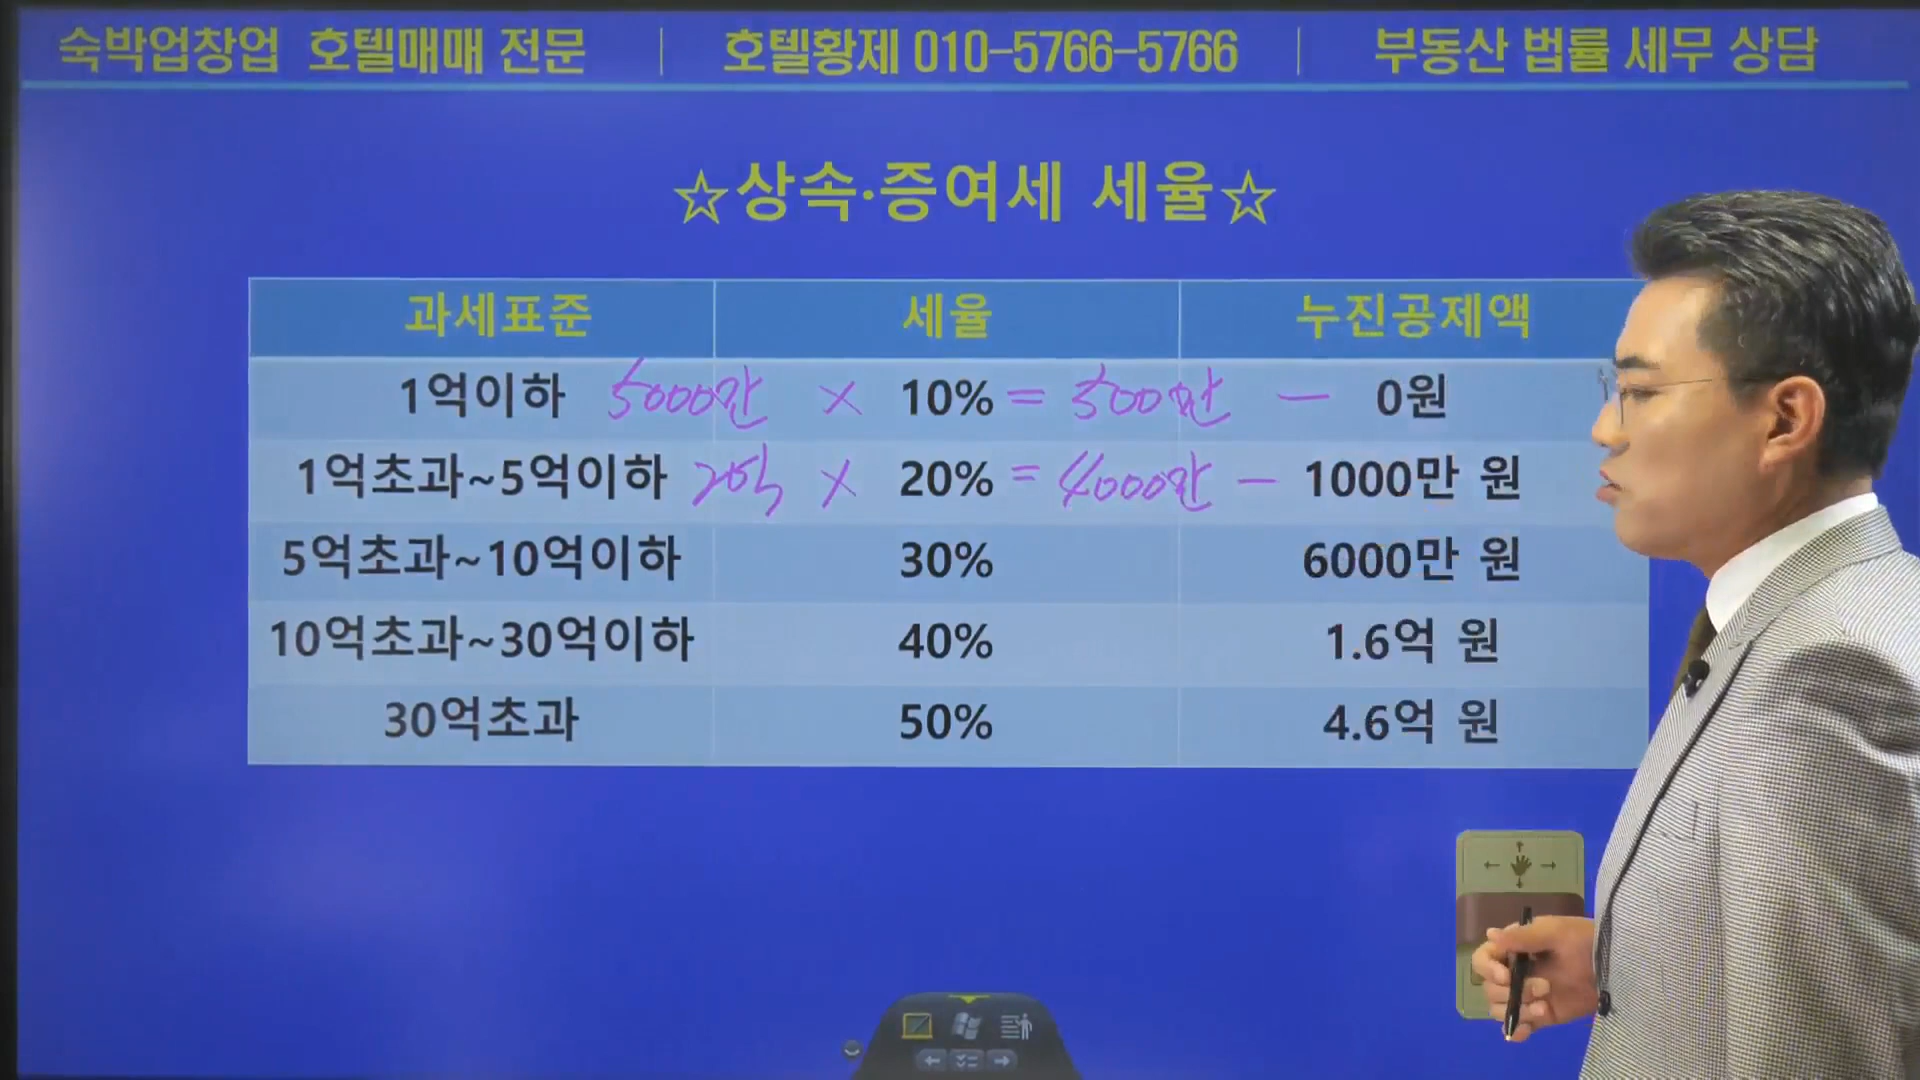 숙박업창업 호텔매매 전문 | 호텔황제 010-5766-5766 | 부동산 법률 세무 상담
☆상속·증여세 세율☆
과세표준 세율 누진공제액
1억이하 5000만 × 10% = 500만 - 0원
1억초과~5억이하 2억 × 20% = 4000만 - 1000만 원
5억초과~10억이하 30% 6000만 원
10억초과~30억이하 40% 1.6억 원
30억초과 50% 4.6억 원